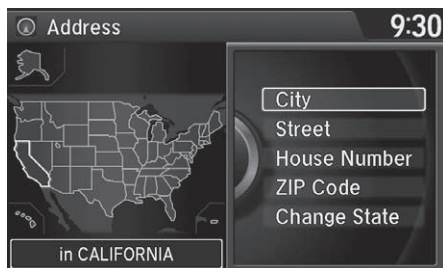 Address
9:30
City
Street
House Number
ZIP Code
Change State
in CALIFORNIA